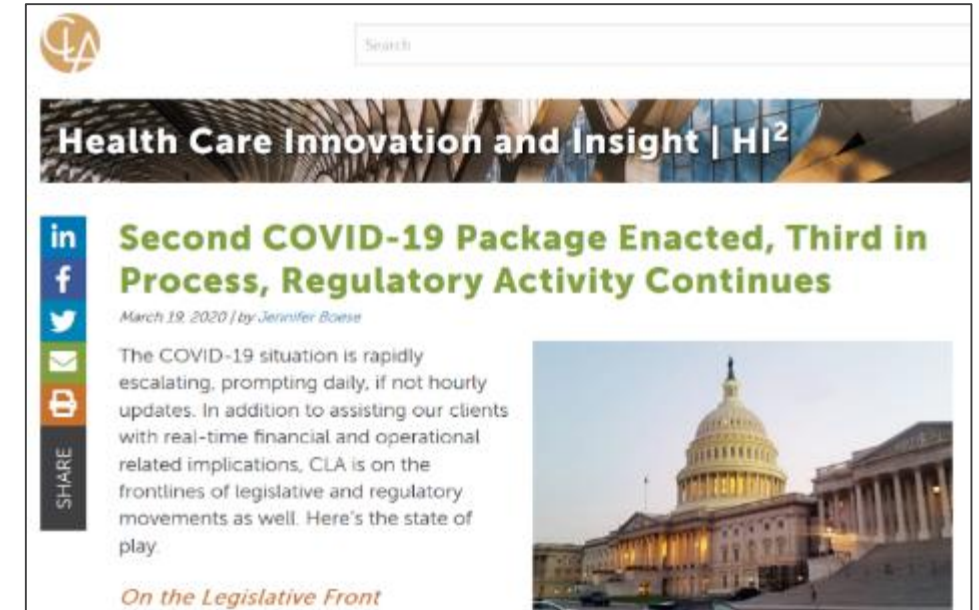 CLA
Search
Health Care Innovation and Insight | HI²
in
f
SHARE
Second COVID-19 Package Enacted, Third in
Process, Regulatory Activity Continues
March 19, 2020 | by Jennifer Boese
The COVID-19 situation is rapidly
escalating, prompting daily, if not hourly
updates. In addition to assisting our clients
with real-time financial and operational
related implications, CLA is on the
frontlines of legislative and regulatory
movements as well. Here's the state of
play.
On the Legislative Front